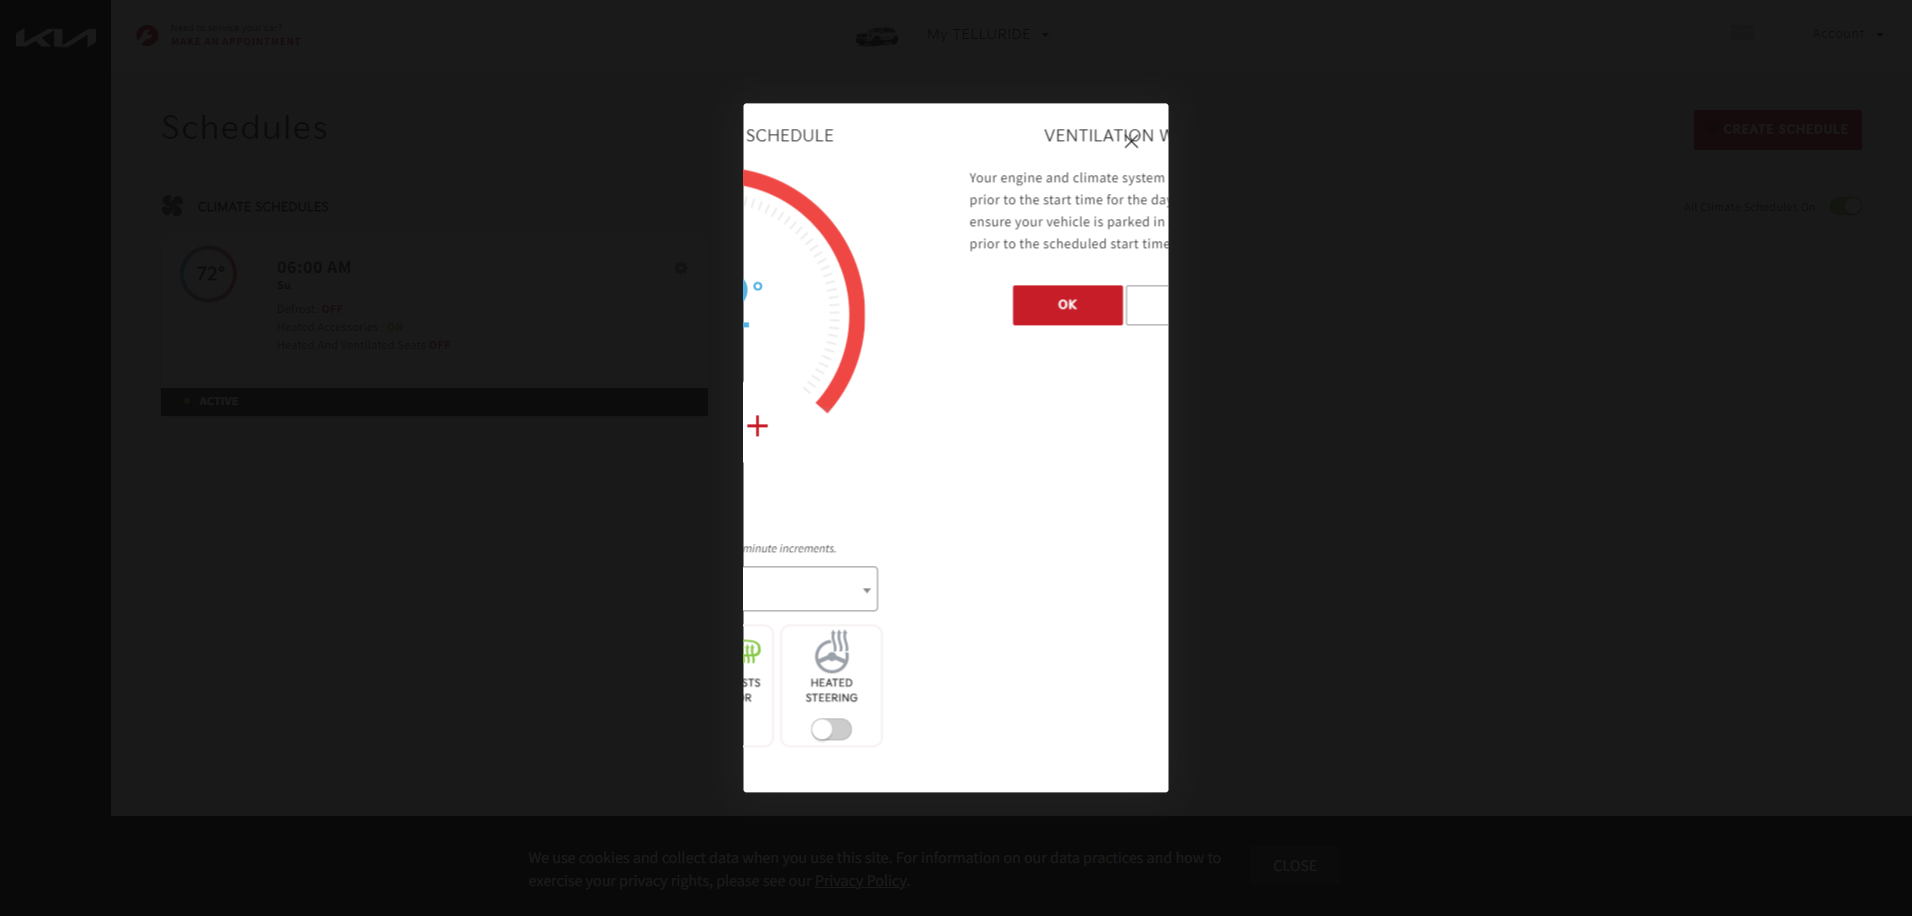 KIA
Need to service your car?
MAKE AN APPOINTMENT
My TELLURIDE
Account
Schedules
CREATE SCHEDULE
CLIMATE SCHEDULES
All Climate Schedules On
72°
06:00 AM
Su
Defrost: OFF
Heated Accessories : ON
Heated And Ventilated Seats OFF
ACTIVE
SCHEDULE
°
+
minute increments.
STS
OR
HEATED
STEERING
VENTILATION W
Your engine and climate system
prior to the start time for the day
ensure your vehicle is parked in
prior to the scheduled start time
OK
We use cookies and collect data when you use this site. For information on our data practices and how to
exercise your privacy rights, please see our Privacy Policy.
CLOSE